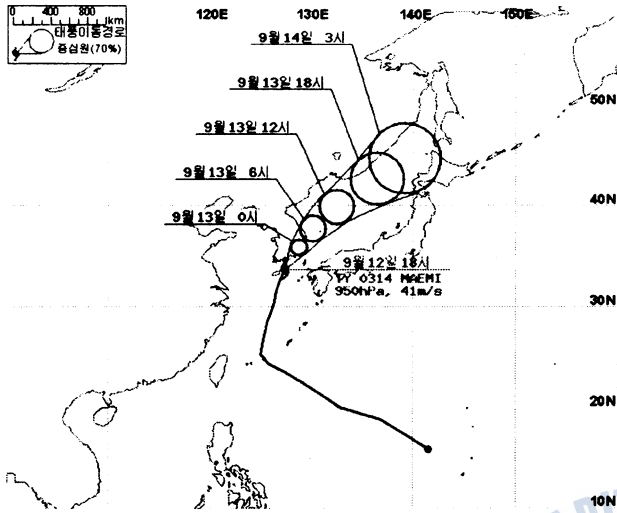 0 400 800 km
태풍이동경로
중심원(70%)
120E 130E 140E 150E
9월14일 3시
9월13일 18시
9월13일 12시
9월13일 6시
9월13일 0시
9월12일 18시
TY 0314 MAEMI
950hPa, 41m/s
50N
40N
30N
20N
10N